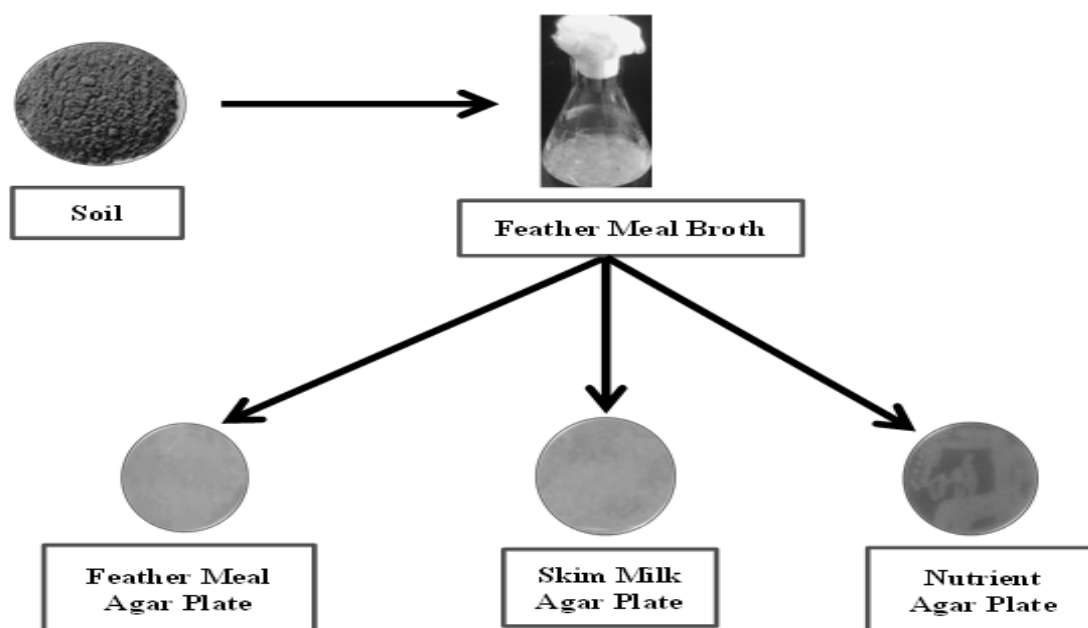 Soil
Feather Meal Broth
Feather Meal
Agar Plate
Skim Milk
Agar Plate
Nutrient
Agar Plate